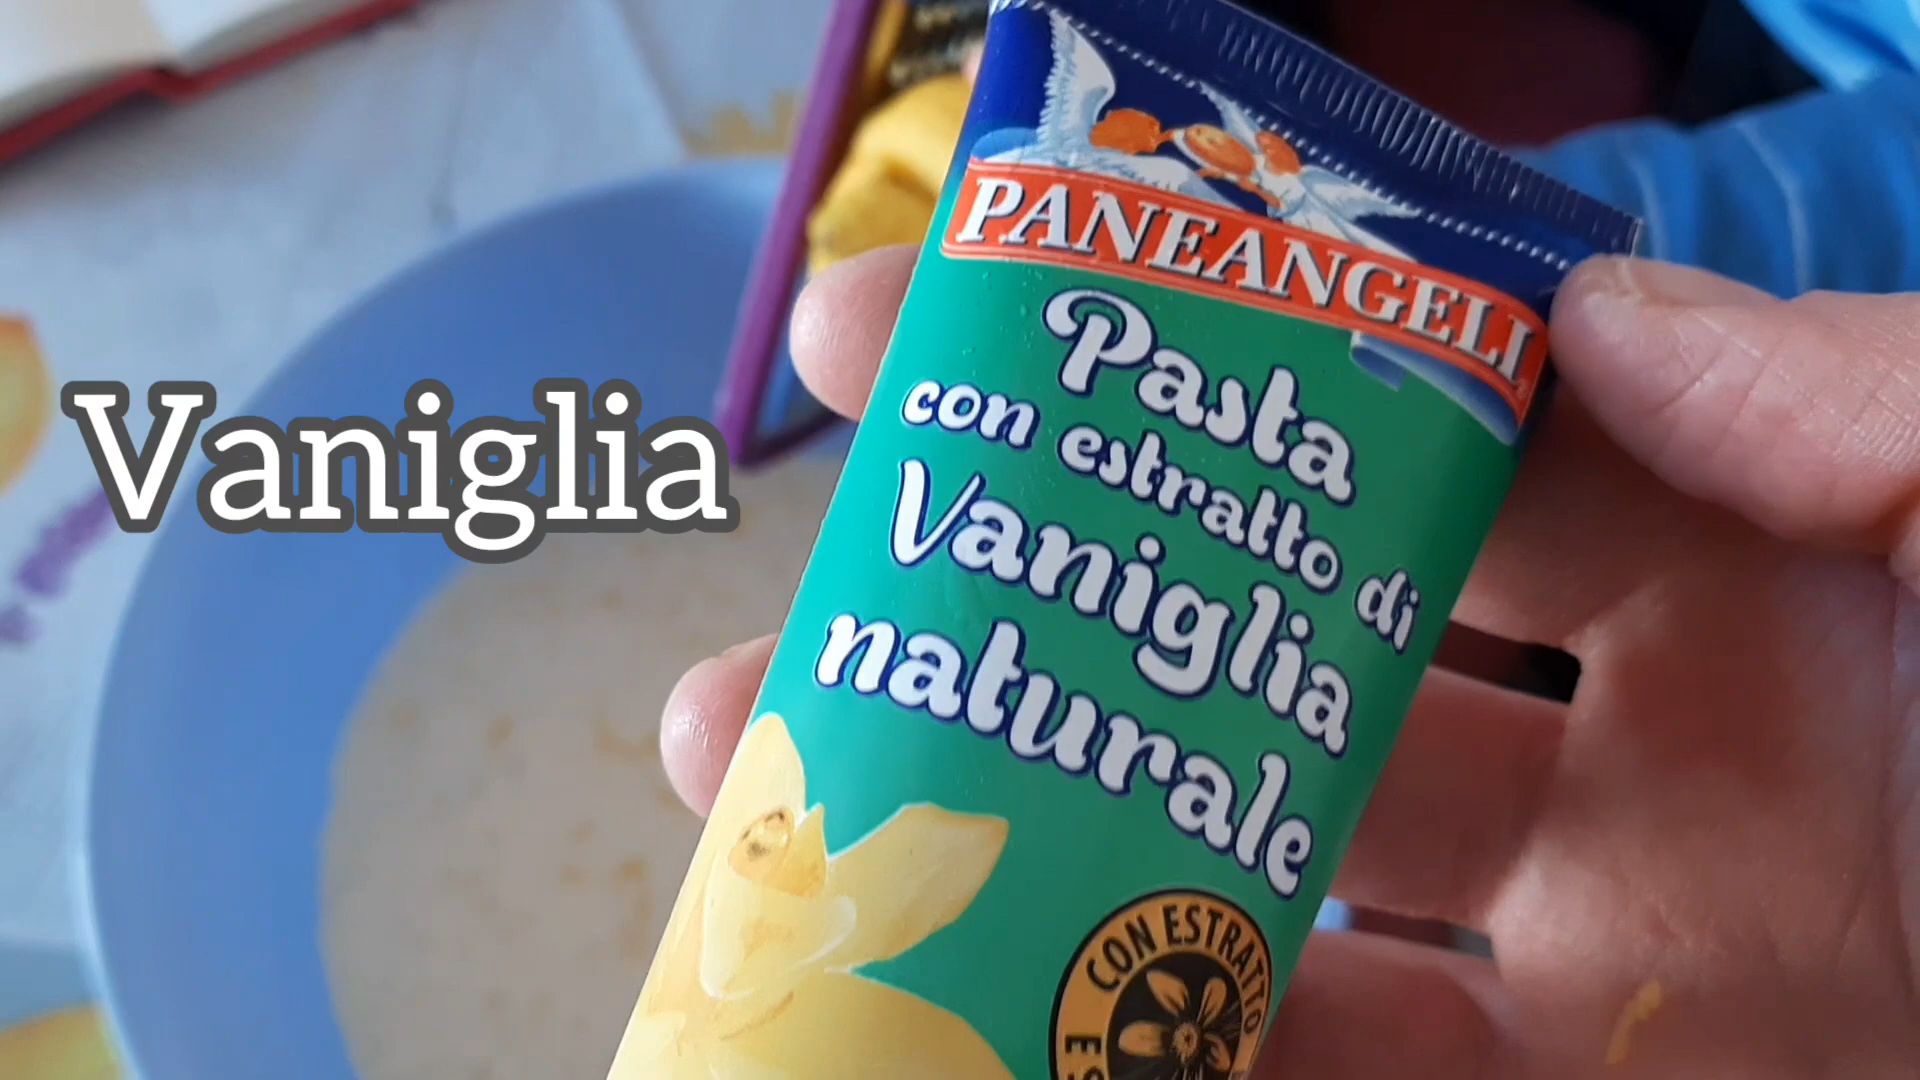 PANEANGELI
Pasta
con estratto di
Vaniglia
naturale
CON ESTRATTO
Vaniglia